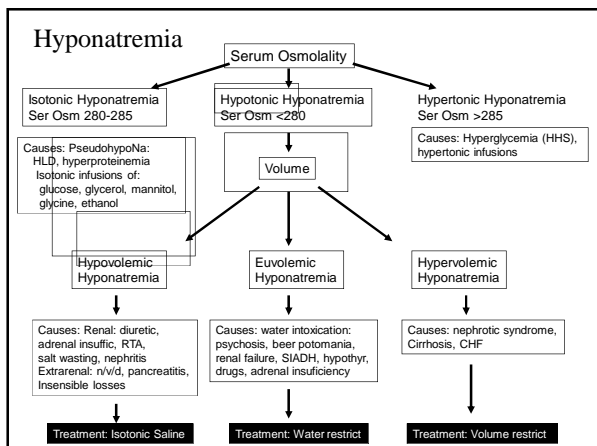 Hyponatremia
Serum Osmolality
Isotonic Hyponatremia
Ser Osm 280-285
Hypotonic Hyponatremia
Ser Osm <280
Hypertonic Hyponatremia
Ser Osm >285
Causes: PseudohypoNa:
HLD, hyperproteinemia
Isotonic infusions of:
glucose, glycerol, mannitol,
glycine, ethanol
Causes: Hyperglycemia (HHS),
hypertonic infusions
Volume
Hypovolemic
Hyponatremia
Euvolemic
Hyponatremia
Hypervolemic
Hyponatremia
Causes: Renal: diuretic,
adrenal insuffic, RTA,
salt wasting, nephritis
Extrarenal: n/v/d, pancreatitis,
Insensible losses
Causes: water intoxication:
psychosis, beer potomania,
renal failure, SIADH, hypothyr,
drugs, adrenal insuficiency
Causes: nephrotic syndrome,
Cirrhosis, CHF
Treatment: Isotonic Saline
Treatment: Water restrict
Treatment: Volume restrict